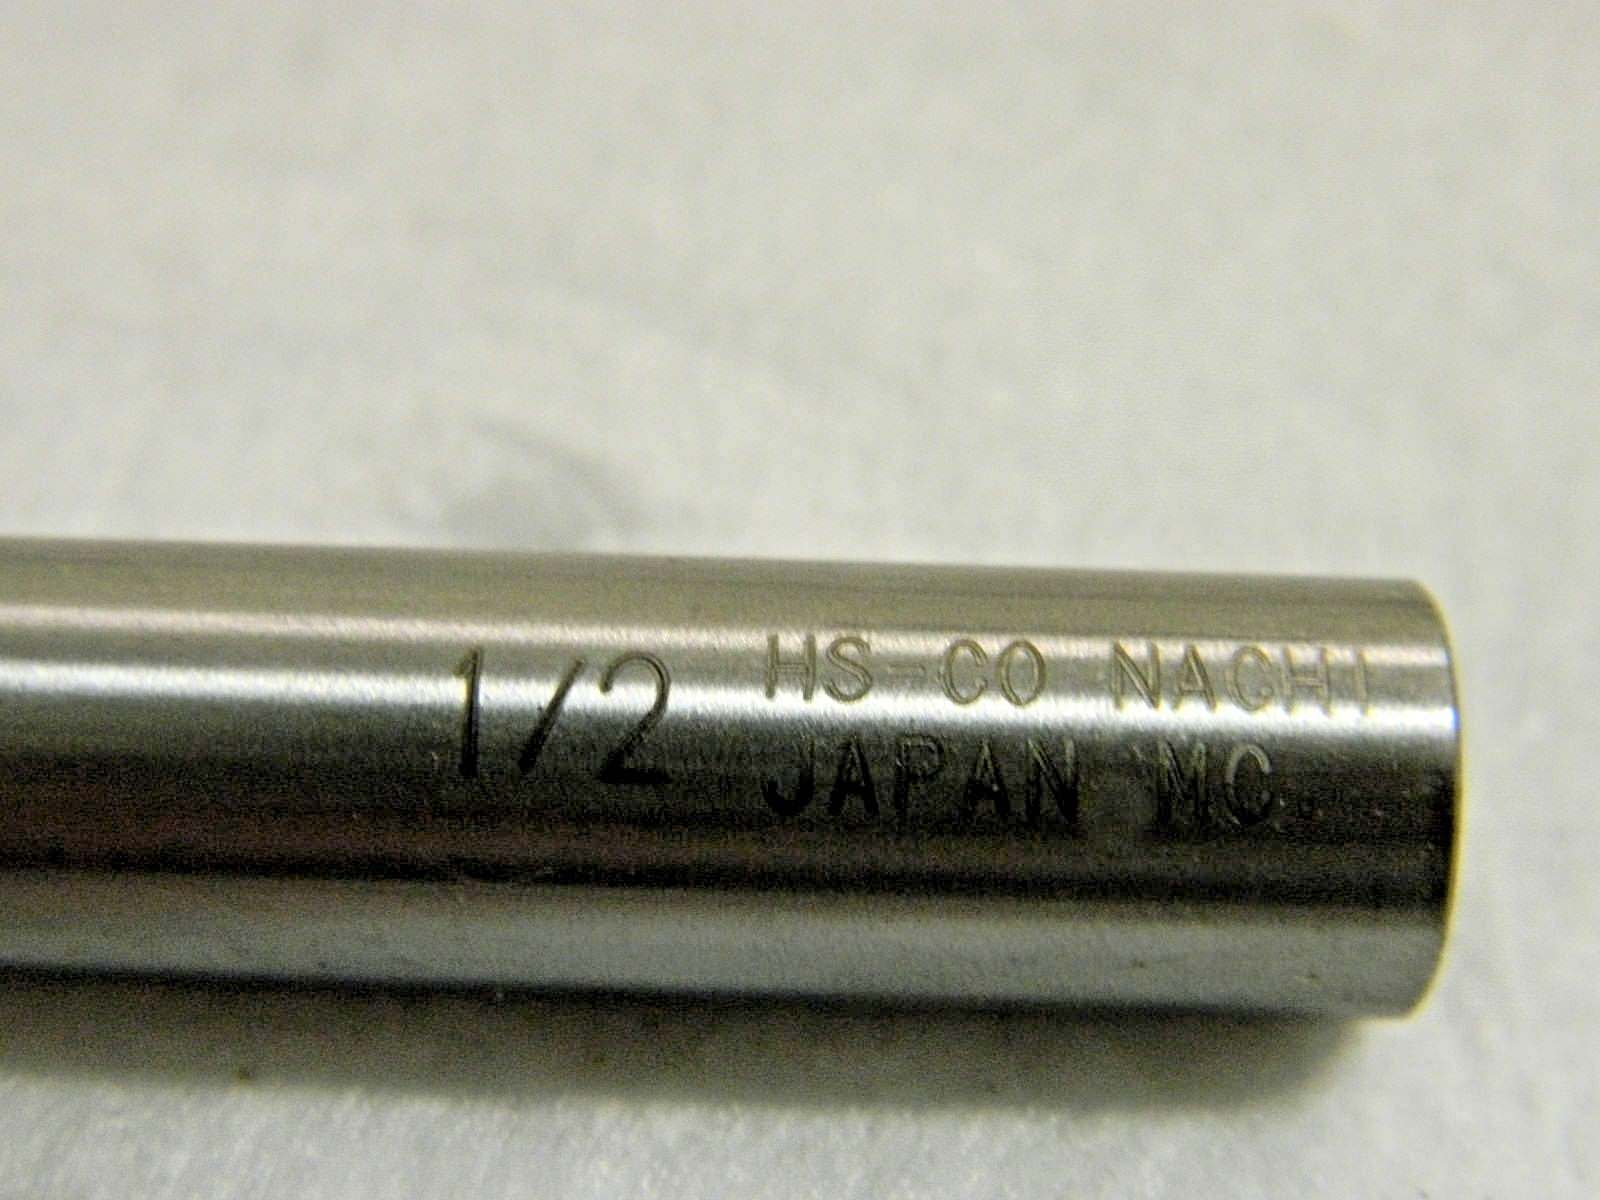 1/2
HS-CO NACHI
JAPAN MC